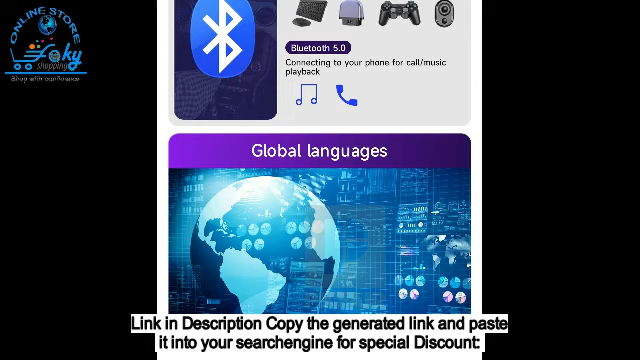 ONLINE STORE
Joky
shopping
Shop with confidence
Bluetooth 5.0
Connecting to your phone for call/music
playback
Global languages
Link in Description Copy the generated link and paste
it into your searchengine for special Discount: